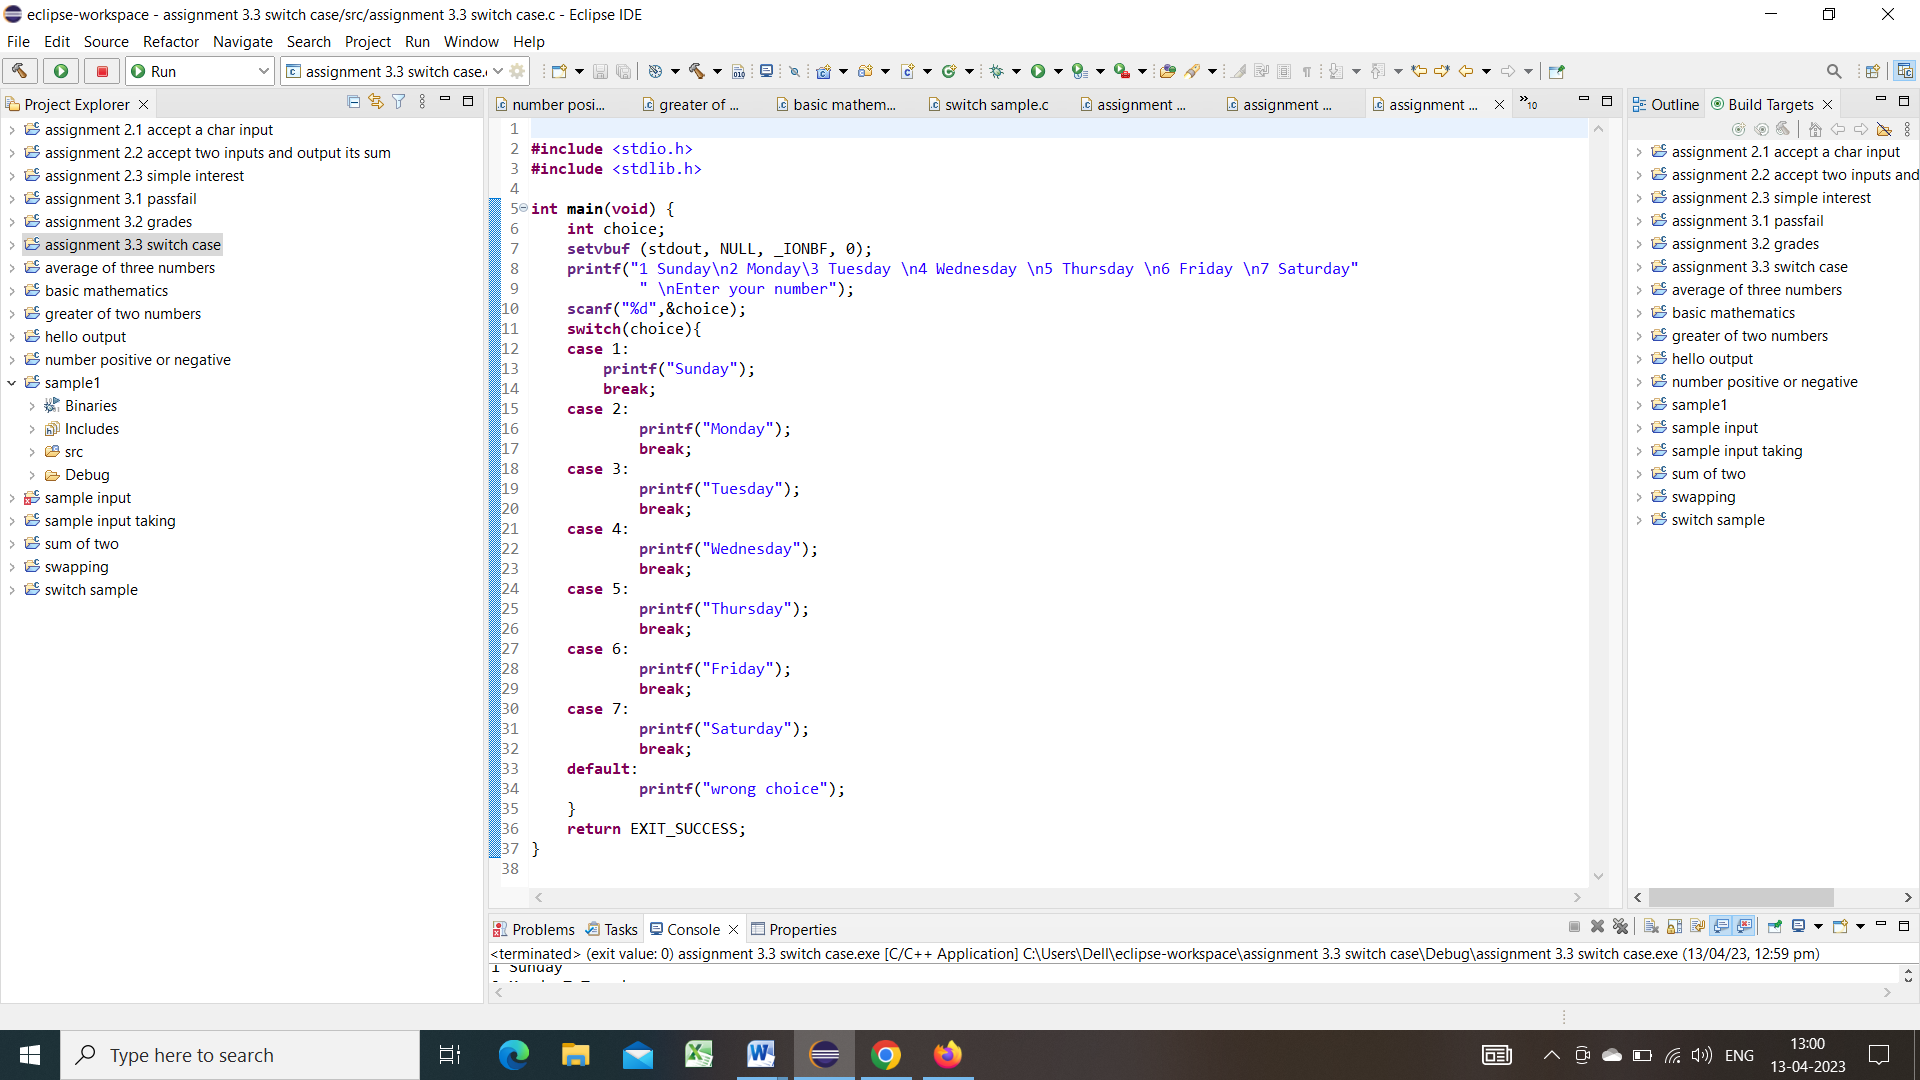 eclipse-workspace - assignment 3.3 switch case/src/assignment 3.3 switch case.c - Eclipse IDE
File Edit Source Refactor Navigate Search Project Run Window Help
Run
assignment 3.3 switch case.
Project Explorer
assignment 2.1 accept a char input
assignment 2.2 accept two inputs and output its sum
assignment 2.3 simple interest
assignment 3.1 passfail
assignment 3.2 grades
assignment 3.3 switch case
average of three numbers
basic mathematics
greater of two numbers
hello output
number positive or negative
sample1
Binaries
Includes
src
Debug
sample input
sample input taking
sum of two
swapping
switch sample
number posi... greater of ... basic mathem... switch sample.c assignment ... assignment ... assignment ... »10
1
2 #include <stdio.h>
3 #include <stdlib.h>
4
5 int main(void) {
6 int choice;
7 setvbuf (stdout, NULL, _IONBF, 0);
8 printf("1 Sunday\n2 Monday\3 Tuesday \n4 Wednesday \n5 Thursday \n6 Friday \n7 Saturday"
9 " \nEnter your number");
10 scanf("%d",&choice);
11 switch(choice){
12 case 1:
13 printf("Sunday");
14 break;
15 case 2:
16 printf("Monday");
17 break;
18 case 3:
19 printf("Tuesday");
20 break;
21 case 4:
22 printf("Wednesday");
23 break;
24 case 5:
25 printf("Thursday");
26 break;
27 case 6:
28 printf("Friday");
29 break;
30 case 7:
31 printf("Saturday");
32 break;
33 default:
34 printf("wrong choice");
35 }
36 return EXIT_SUCCESS;
37 }
38
Outline Build Targets
assignment 2.1 accept a char input
assignment 2.2 accept two inputs and
assignment 2.3 simple interest
assignment 3.1 passfail
assignment 3.2 grades
assignment 3.3 switch case
average of three numbers
basic mathematics
greater of two numbers
hello output
number positive or negative
sample1
sample input
sample input taking
sum of two
swapping
switch sample
Problems Tasks Console Properties
<terminated> (exit value: 0) assignment 3.3 switch case.exe [C/C++ Application] C:\Users\Dell\eclipse-workspace\assignment 3.3 switch case\Debug\assignment 3.3 switch case.exe (13/04/23, 12:59 pm)
1 Sunday
Type here to search
ENG
13:00
13-04-2023